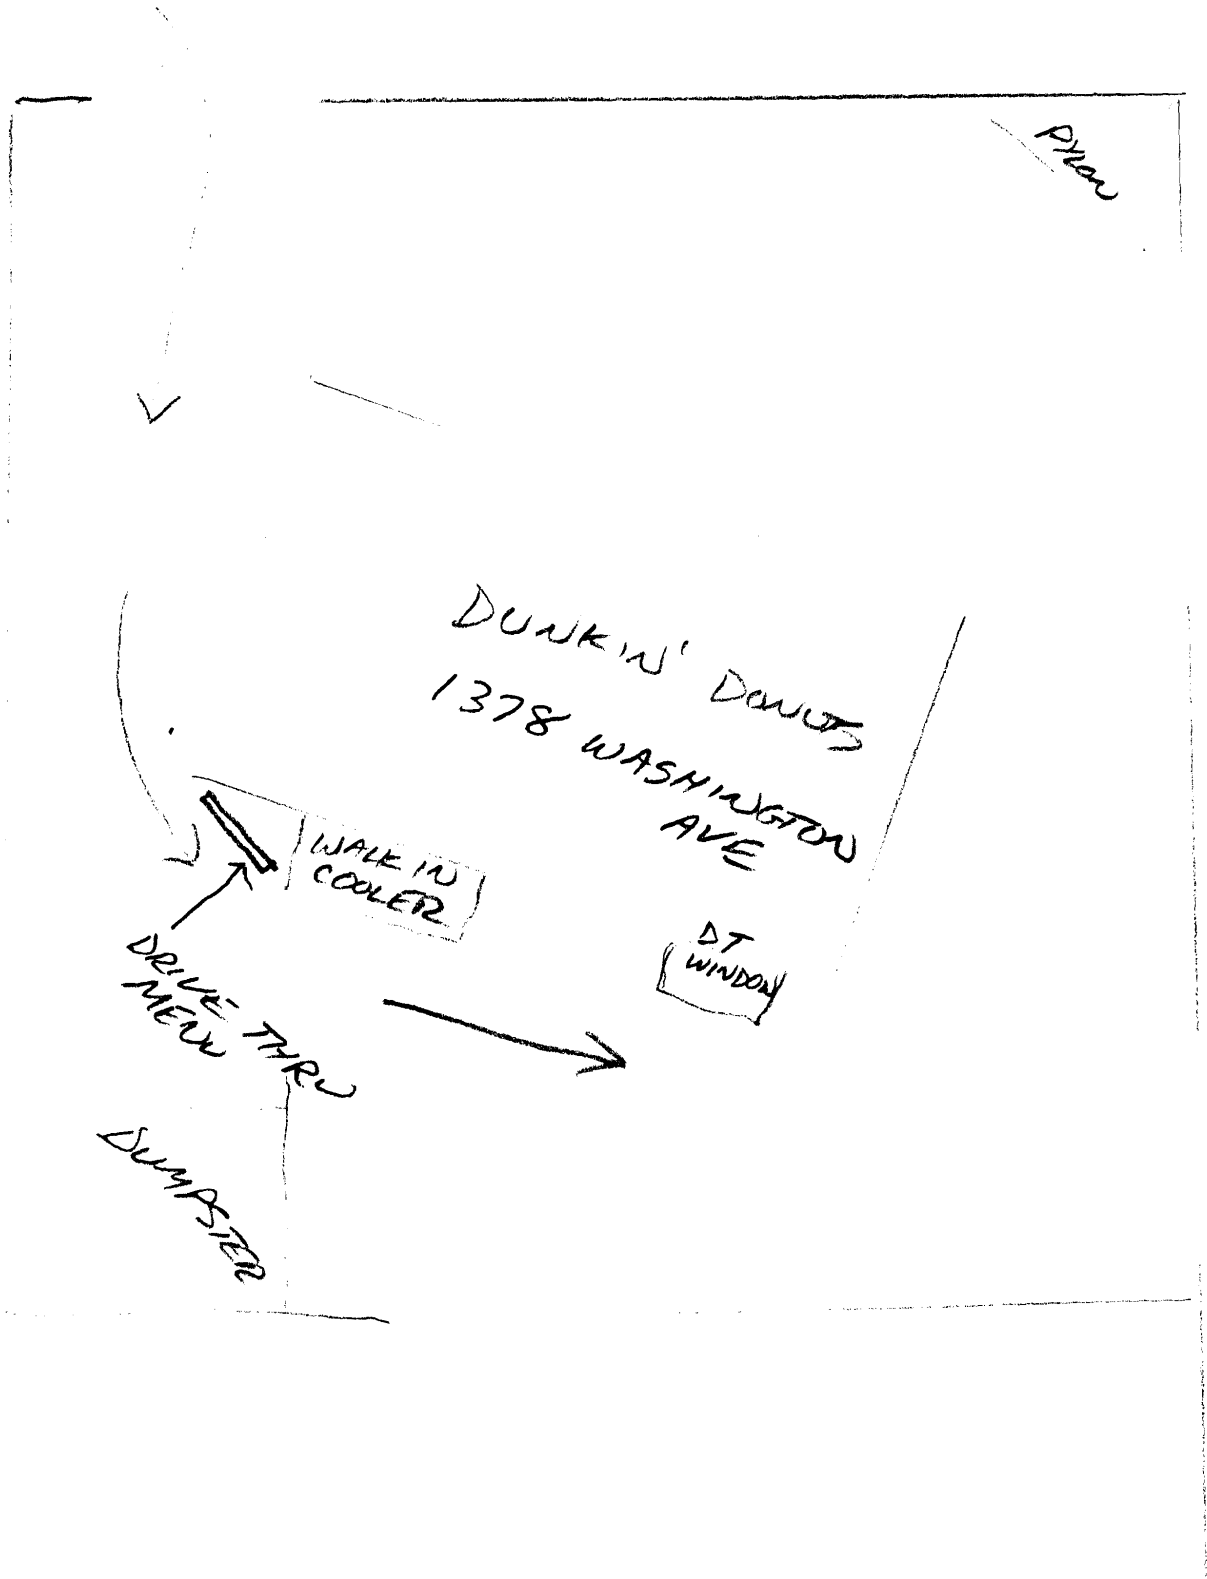 PYLON
DUNKIN' DONUTS
1378 WASHINGTON
AVE
WALK IN
COOLER
DT
WINDOW
DRIVE THRU
MENU
DUMPSTER